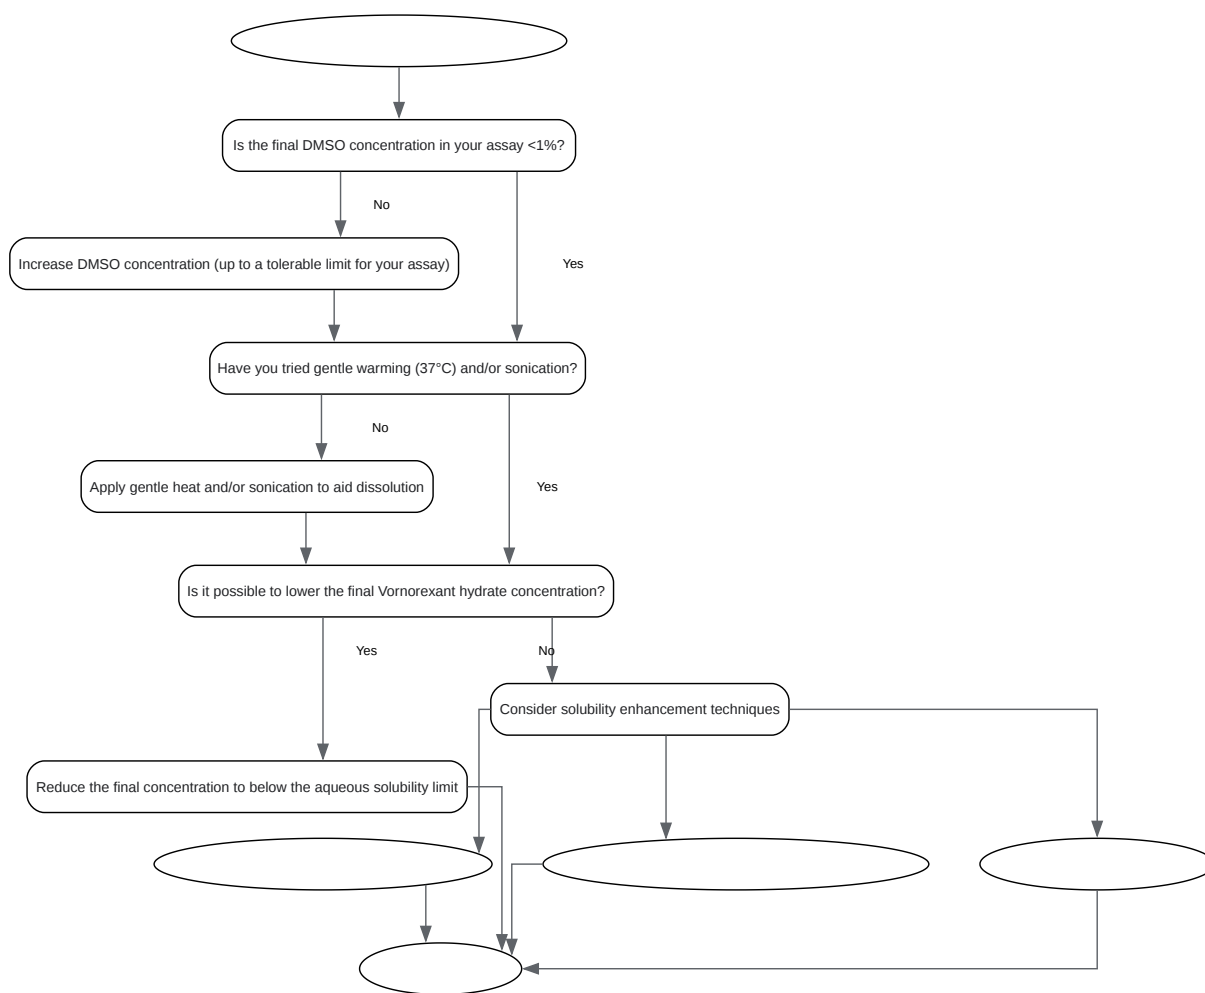 Is the final DMSO concentration in your assay <1%?
No
Increase DMSO concentration (up to a tolerable limit for your assay)
Yes
Have you tried gentle warming (37°C) and/or sonication?
No
Apply gentle heat and/or sonication to aid dissolution
Yes
Is it possible to lower the final Vornorexant hydrate concentration?
Yes
No
Consider solubility enhancement techniques
Reduce the final concentration to below the aqueous solubility limit